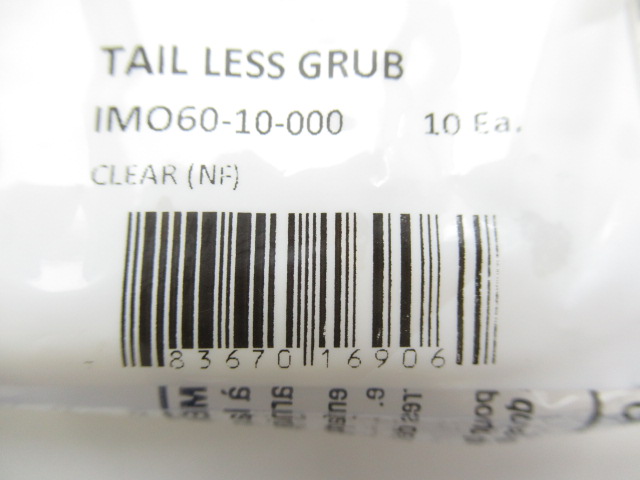 TAIL LESS GRUB
IMO60-10-000 10 Ea.
CLEAR (NF)
83670 16906